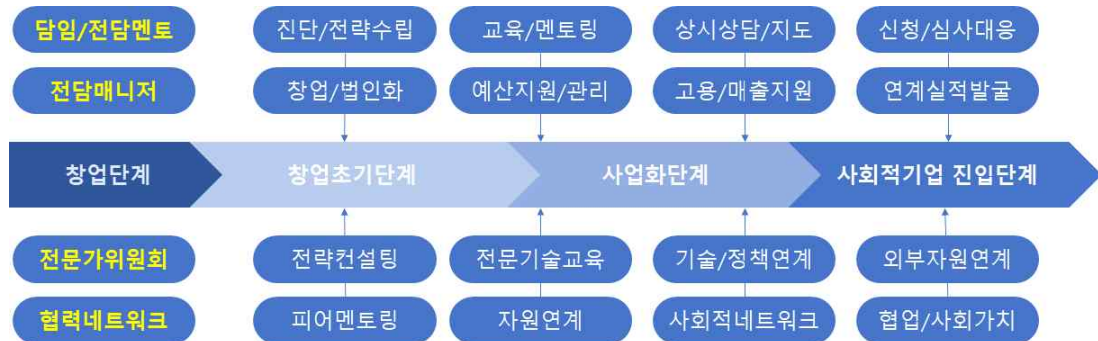 담임/전담멘토 진단/전략수립 교육/멘토링 상시상담/지도 신청/심사대응
전담매니저 창업/법인화 예산지원/관리 고용/매출지원 연계실적발굴
창업단계 창업초기단계 사업화단계 사회적기업 진입단계
전문가위원회 전략컨설팅 전문기술교육 기술/정책연계 외부자원연계
협력네트워크 피어멘토링 자원연계 사회적네트워크 협업/사회가치